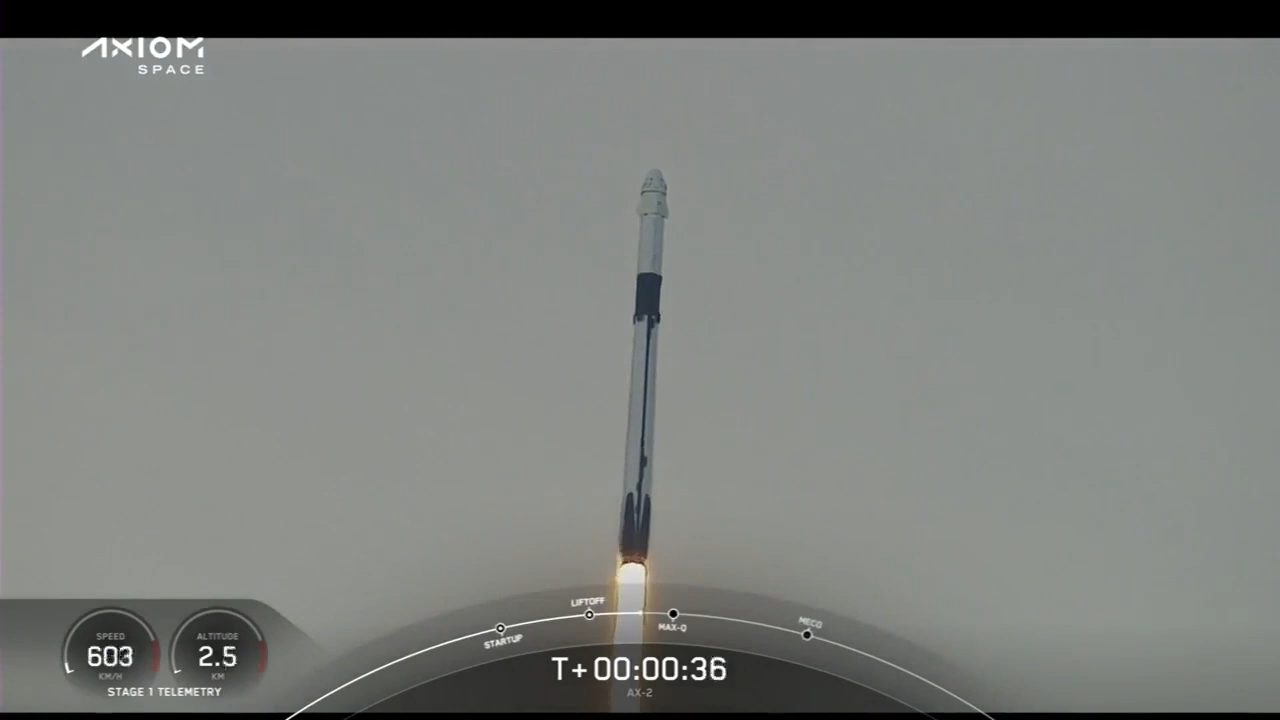 AXIOM
SPACE
LIFTOFF
STARTUP
MAX-Q
MECO
SPEED
603
KM/H
ALTITUDE
2.5
KM
STAGE 1 TELEMETRY
T+00:00:36
AX-2